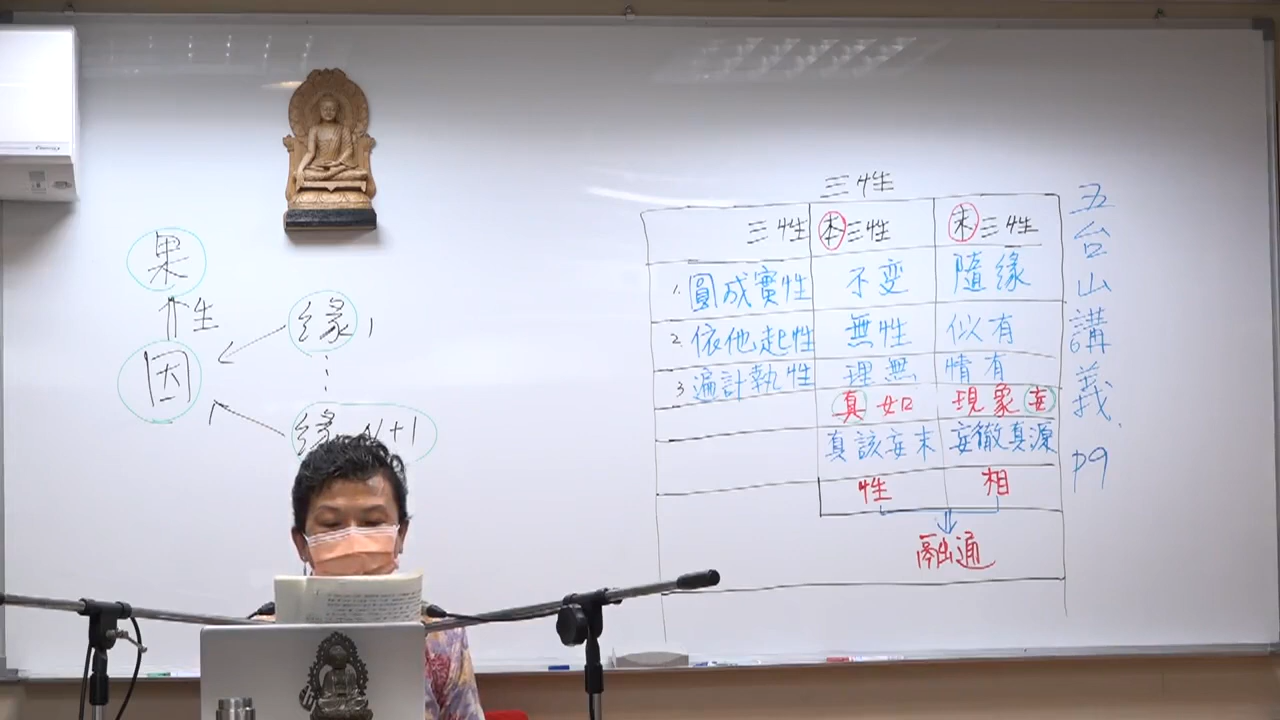 果
性
因
緣1
緣N+1
三性
三性 本三性 末三性
1. 圓成實性 不变 隨緣
2. 依他起性 無性 似有
3 遍計執性 理無 情有
真如 現象妄
真該妄末 妄徹真源
性 相
融通
五台山講義 P9